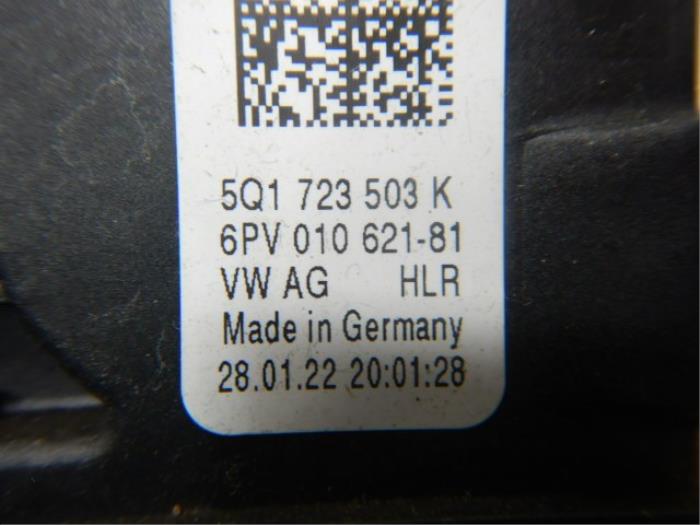 5Q1 723 503 K
6PV 010 621-81
VW AG HLR
Made in Germany
28.01.22 20:01:28